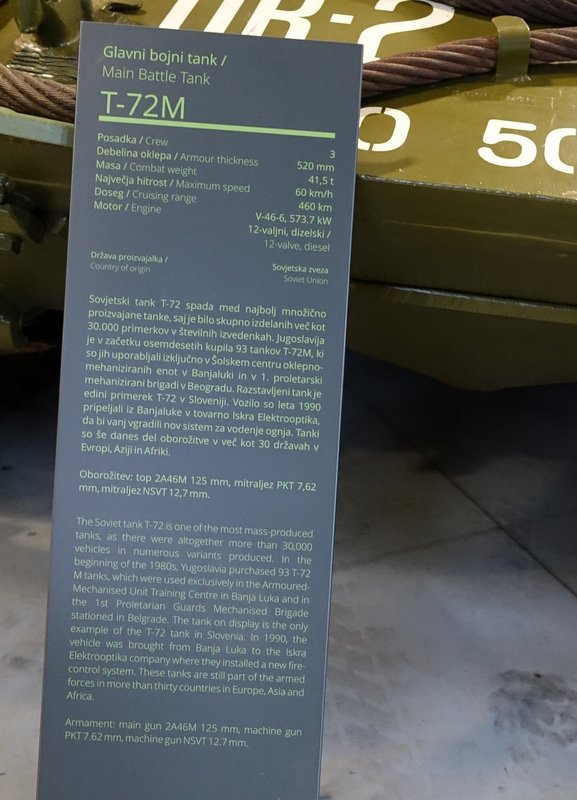 ПК-2
0 50
Glavni bojni tank /
Main Battle Tank
T-72M
Posadka / Crew 3
Debelina oklepa / Armour thickness 520 mm
Masa / Combat weight 41,5 t
Največja hitrost / Maximum speed 60 km/h
Doseg / Cruising range 460 km
Motor / Engine V-46-6, 573.7 kW
12-valjni, dizelski /
12-valve, diesel
Država proizvajalka / Sovjetska zveza
Country of origin Soviet Union
Sovjetski tank T-72 spada med najbolj množično
proizvajane tanke, saj je bilo skupno izdelanih več kot
30.000 primerkov v številnih izvedenkah. Jugoslavija
je v začetku osemdesetih kupila 93 tankov T-72M, ki
so jih uporabljali izključno v Šolskem centru oklepno-
mehaniziranih enot v Banjaluki in v 1. proletarski
mehanizirani brigadi v Beogradu. Razstavljeni tank je
edini primerek T-72 v Sloveniji. Vozilo so leta 1990
pripeljali iz Banjaluke v tovarno Iskra Elektrooptika,
da bi vanj vgradili nov sistem za vodenje ognja. Tanki
so še danes del oborožitve v več kot 30 državah v
Evropi, Aziji in Afriki.
Oborožitev: top 2A46M 125 mm, mitraljez PKT 7,62
mm, mitraljez NSVT 12,7 mm.
The Soviet tank T-72 is one of the most mass-produced
tanks, as there were altogether more than 30,000
vehicles in numerous variants produced. In the
beginning of the 1980s, Yugoslavia purchased 93 T-72
M tanks, which were used exclusively in the Armoured-
Mechanised Unit Training Centre in Banja Luka and in
the 1st Proletarian Guards Mechanised Brigade
stationed in Belgrade. The tank on display is the only
example of the T-72 tank in Slovenia. In 1990, the
vehicle was brought from Banja Luka to the Iskra
Elektrooptika company where they installed a new fire-
control system. These tanks are still part of the armed
forces in more than thirty countries in Europe, Asia and
Africa.
Armament: main gun 2A46M 125 mm, machine gun
PKT 7.62 mm, machine gun NSVT 12.7 mm.